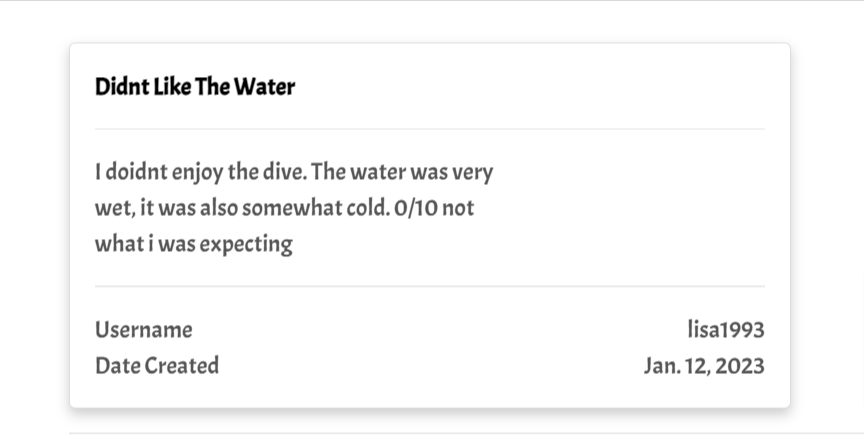 Didnt Like The Water
I doidnt enjoy the dive. The water was very
wet, it was also somewhat cold. 0/10 not
what i was expecting
Username lisa1993
Date Created Jan. 12, 2023